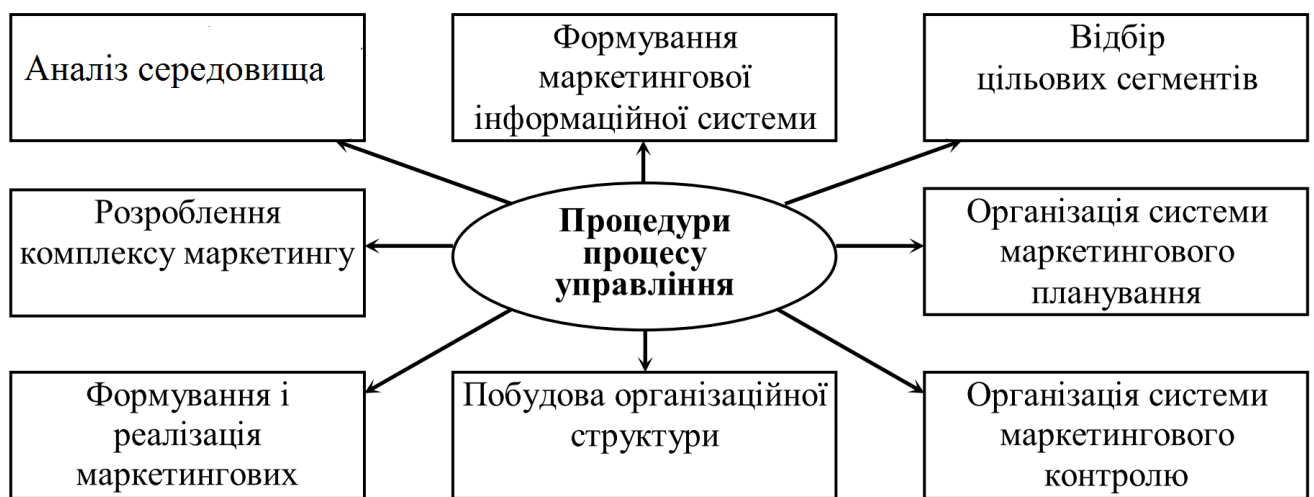 Аналіз середовища
Формування
маркетингової
інформаційної системи
Відбір
цільових сегментів
Розроблення
комплексу маркетингу
Процедури
процесу
управління
Організація системи
маркетингового
планування
Формування і
реалізація
маркетингових
Побудова організаційної
структури
Організація системи
маркетингового
контролю